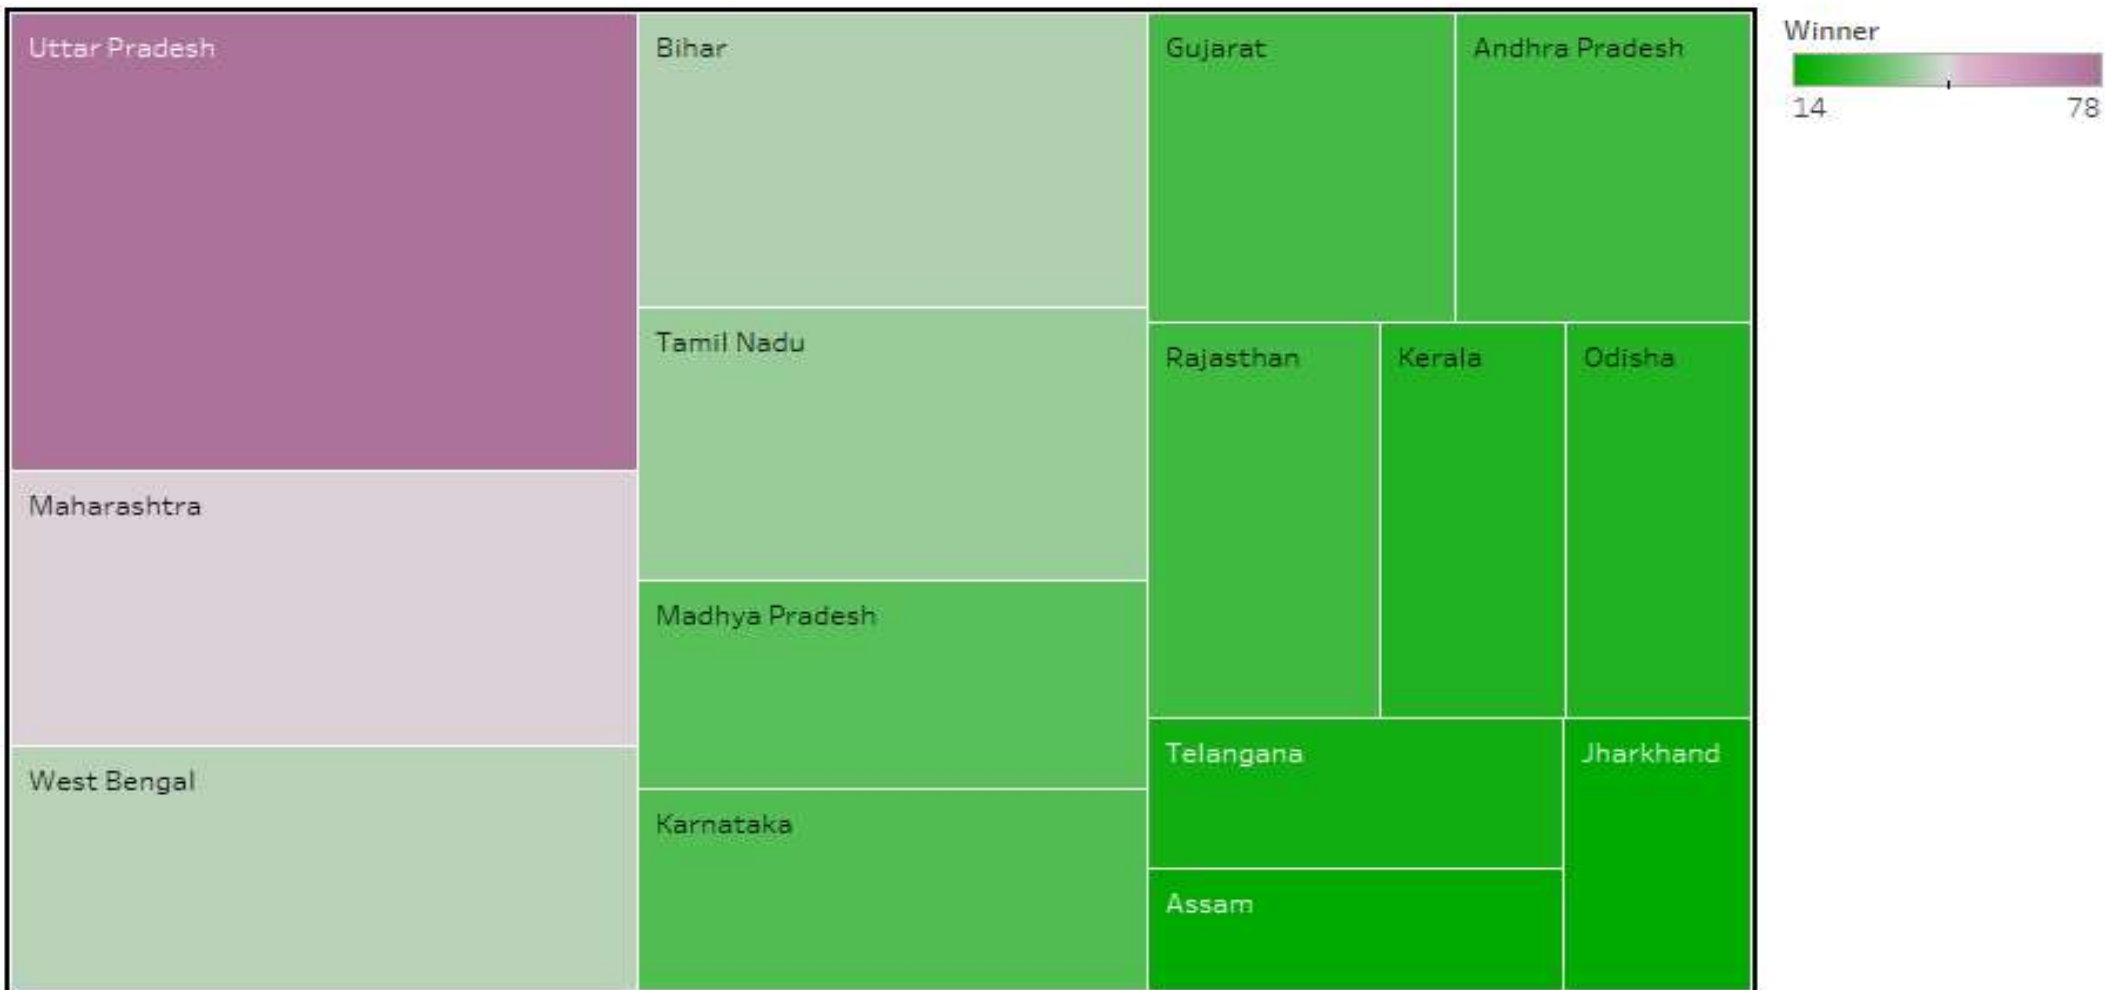 Uttar Pradesh
Maharashtra
West Bengal
Bihar
Tamil Nadu
Madhya Pradesh
Karnataka
Gujarat
Andhra Pradesh
Rajasthan
Kerala
Odisha
Telangana
Jharkhand
Assam
Winner
14 78